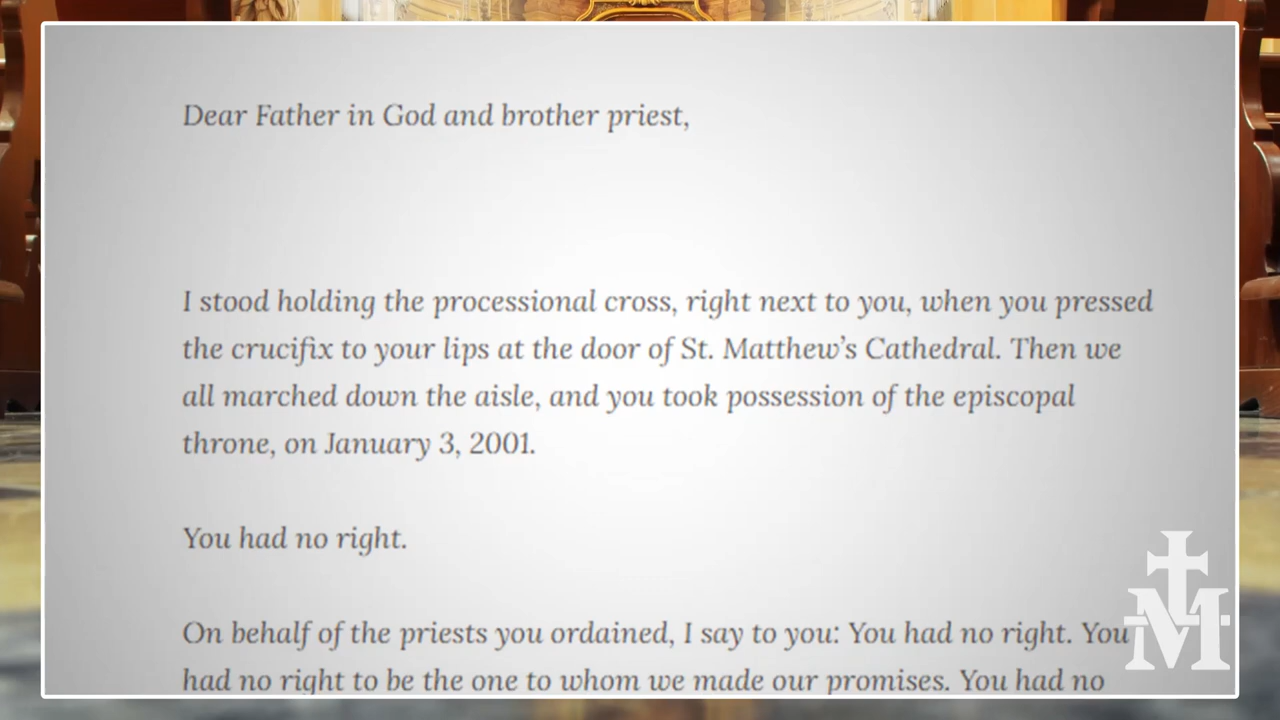 Dear Father in God and brother priest,
I stood holding the processional cross, right next to you, when you pressed
the crucifix to your lips at the door of St. Matthew’s Cathedral. Then we
all marched down the aisle, and you took possession of the episcopal
throne, on January 3, 2001.
You had no right.
On behalf of the priests you ordained, I say to you: You had no right. You
had no right to be the one to whom we made our promises. You had no
M